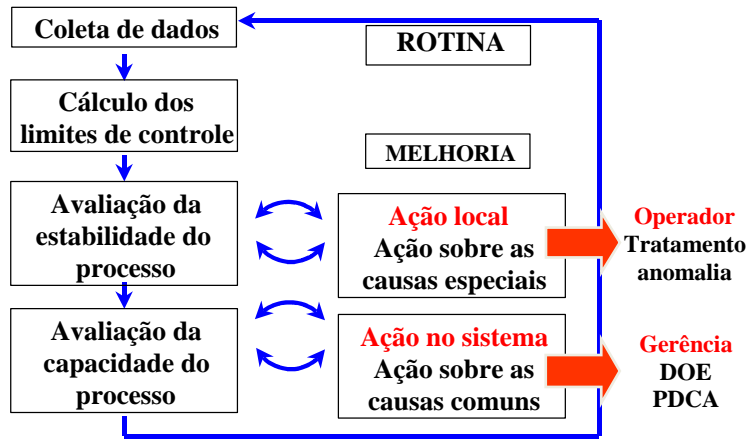 Coleta de dados
ROTINA
Cálculo dos
limites de controle
MELHORIA
Avaliação da
estabilidade do
processo
Ação local
Ação sobre as
causas especiais
Operador
Tratamento
anomalia
Avaliação da
capacidade do
processo
Ação no sistema
Ação sobre as
causas comuns
Gerência
DOE
PDCA